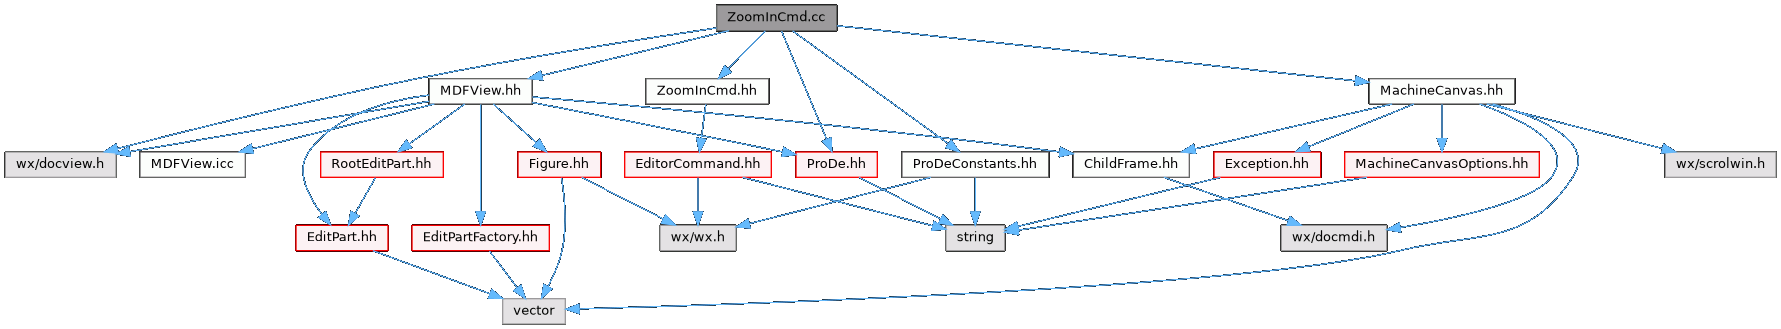 ZoomInCmd.cc
MDFView.hh
ZoomInCmd.hh
MachineCanvas.hh
wx/docview.h
MDFView.icc
RootEditPart.hh
Figure.hh
EditorCommand.hh
ProDe.hh
ProDeConstants.hh
ChildFrame.hh
Exception.hh
MachineCanvasOptions.hh
wx/scrolwin.h
EditPart.hh
EditPartFactory.hh
wx/wx.h
string
wx/docmdi.h
vector